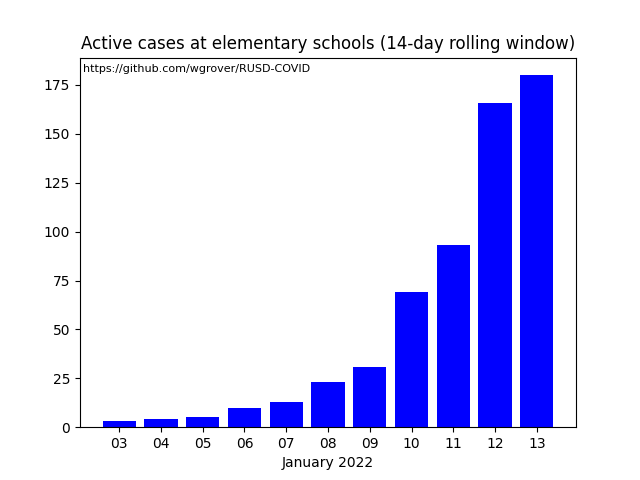 Active cases at elementary schools (14-day rolling window)
https://github.com/wgrover/RUSD-COVID
175
150
125
100
75
50
25
0
03 04 05 06 07 08 09 10 11 12 13
January 2022